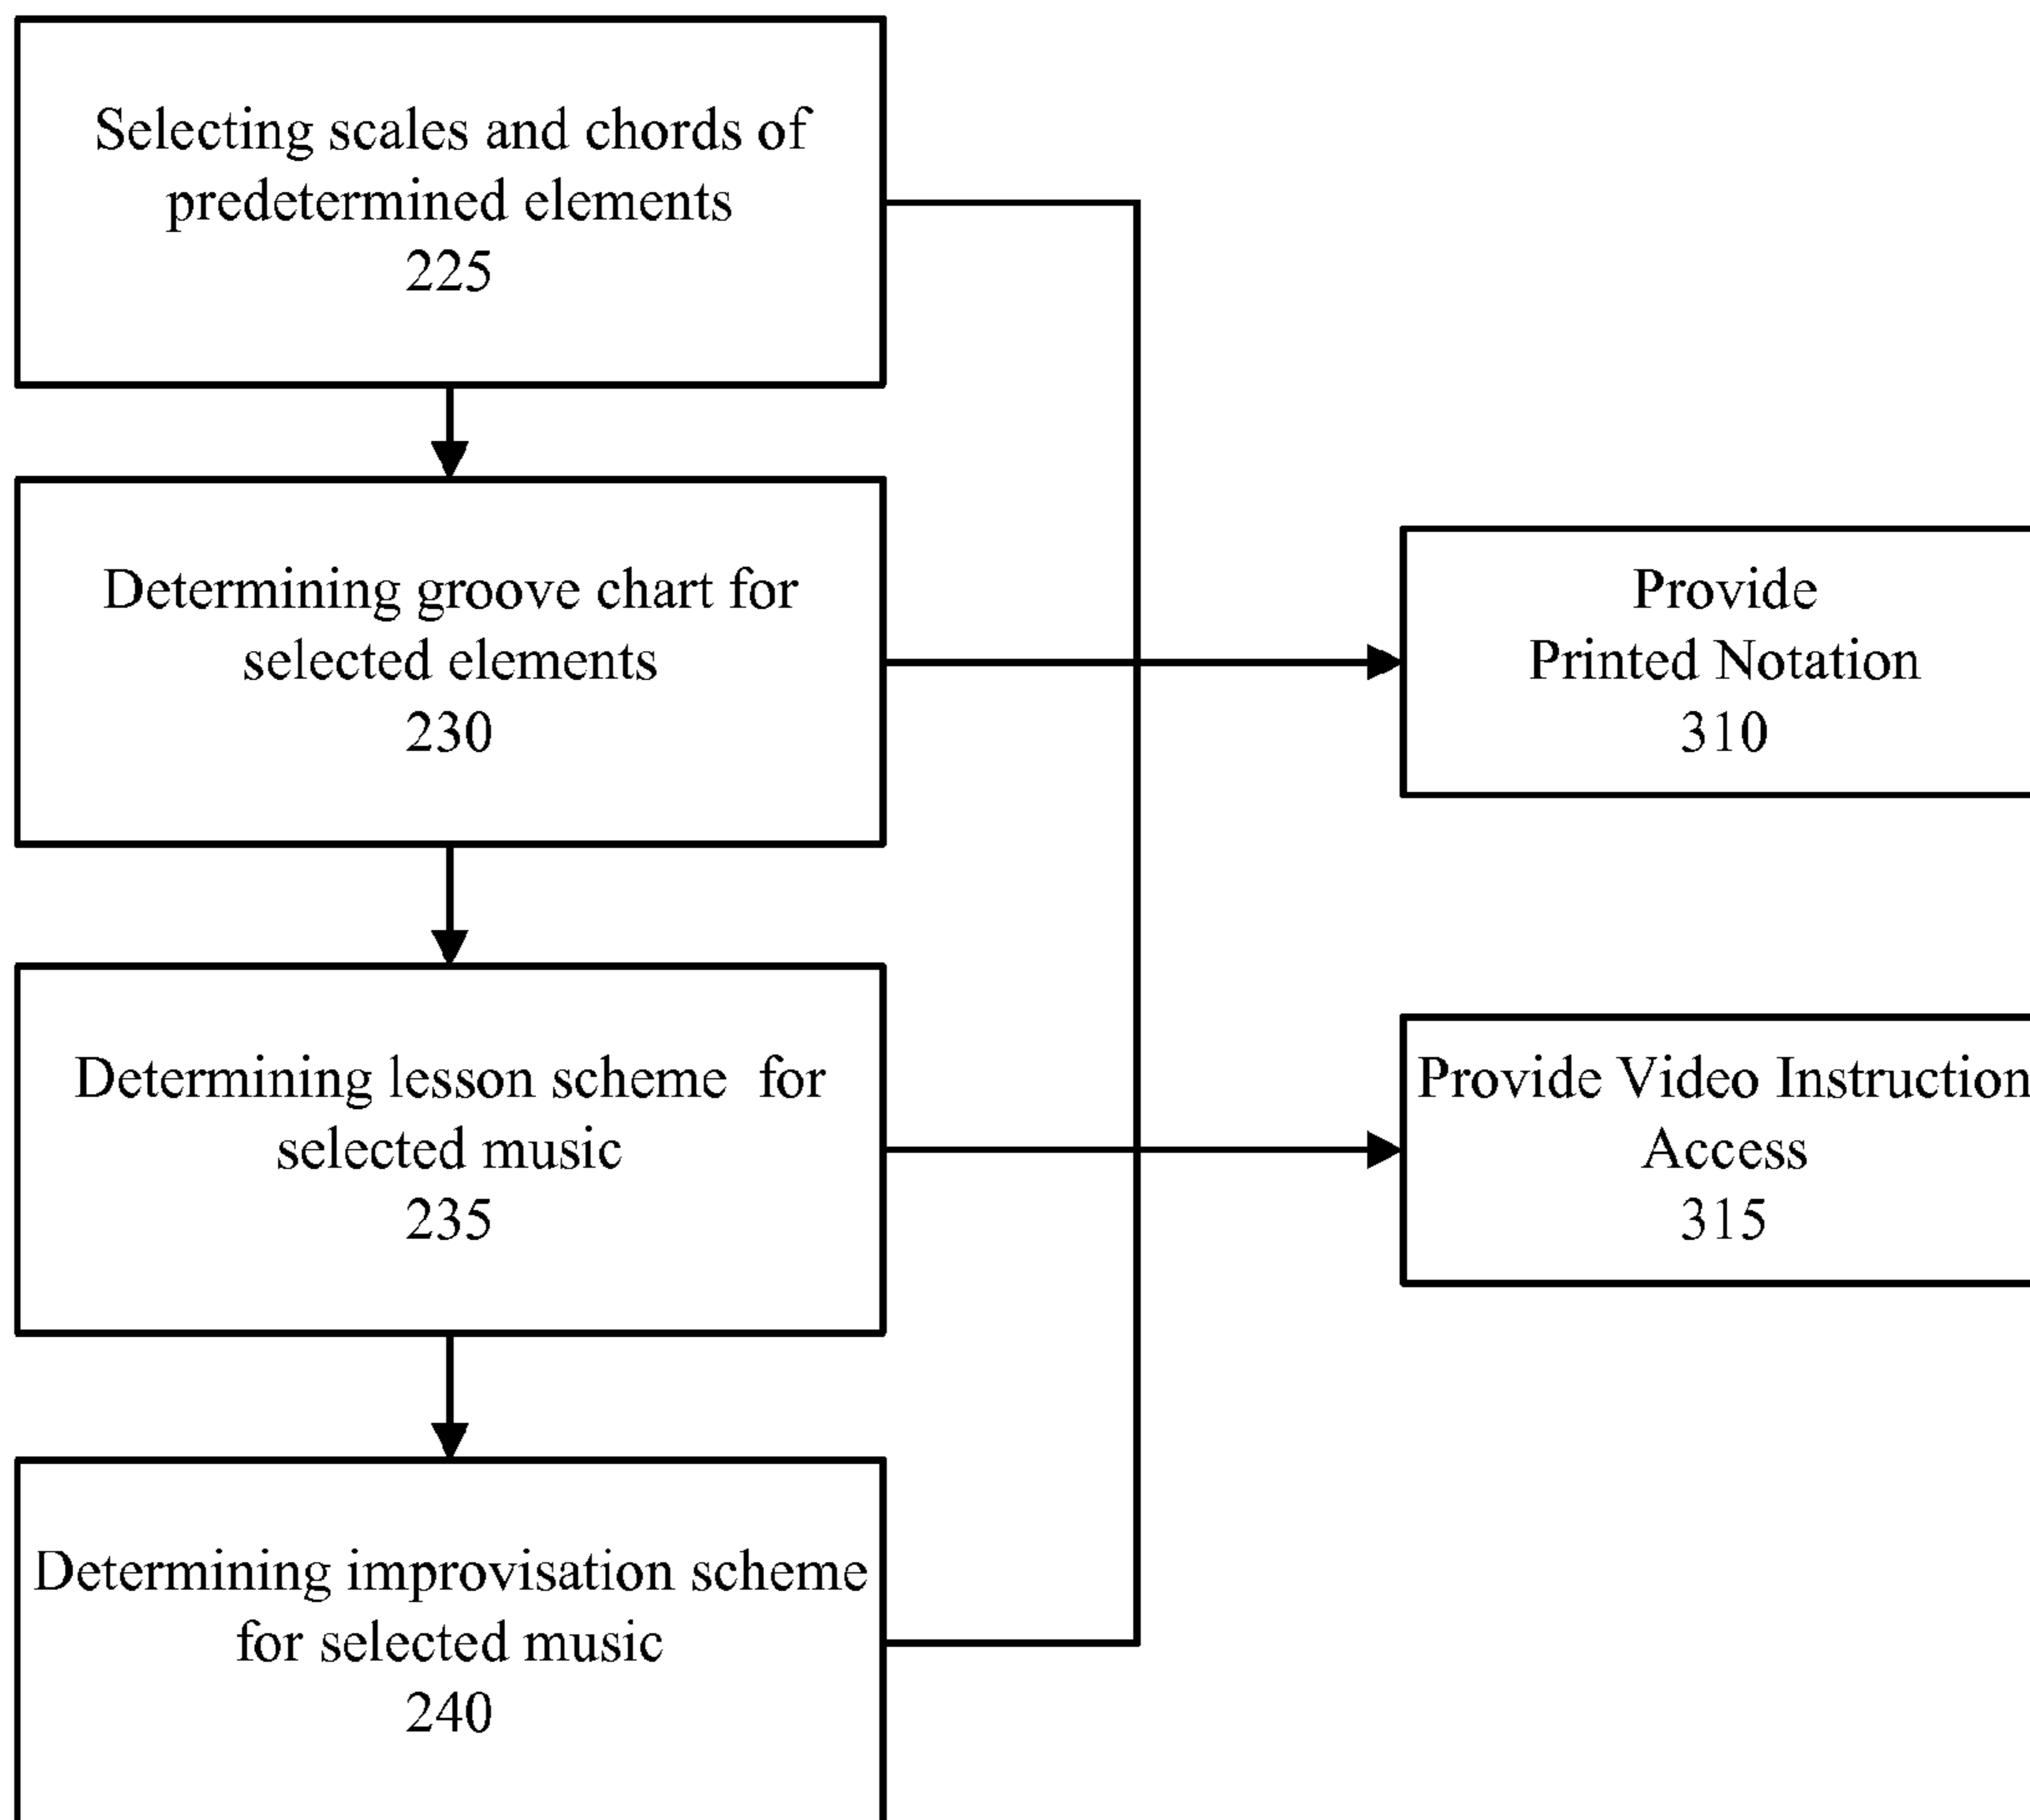 Selecting scales and chords of
predetermined elements
225
Determining groove chart for
selected elements
230
Provide
Printed Notation
310
Determining lesson scheme for
selected music
235
Provide Video Instruction
Access
315
Determining improvisation scheme
for selected music
240